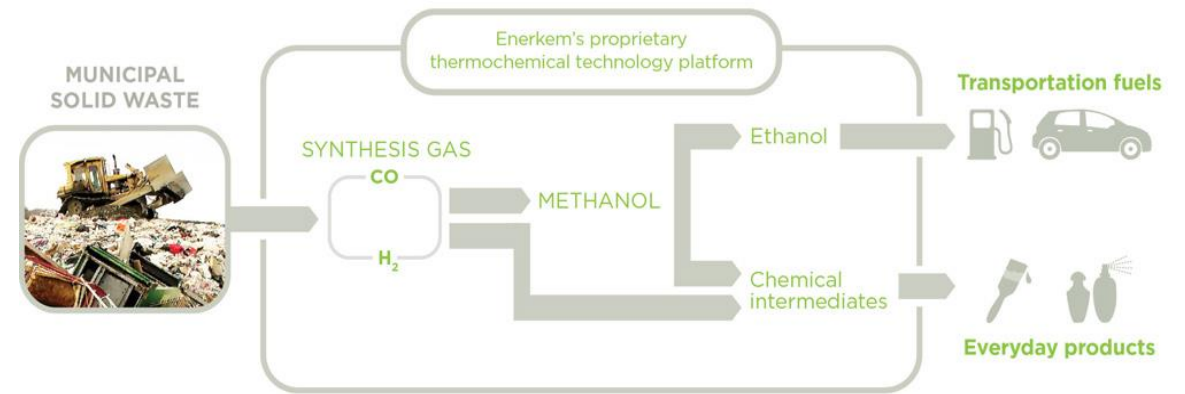 Enerkem's proprietary
thermochemical technology platform
MUNICIPAL
SOLID WASTE
SYNTHESIS GAS
CO
H₂
METHANOL
Ethanol
Chemical
intermediates
Transportation fuels
Everyday products